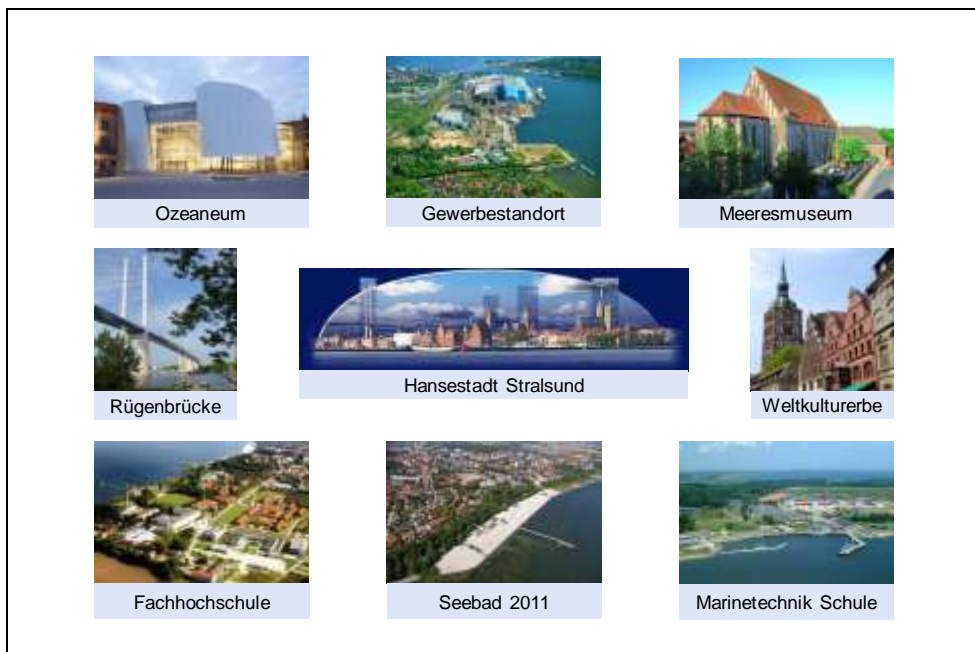 Ozeaneum
Gewerbestandort
Meeresmuseum
Rügenbrücke
Hansestadt Stralsund
Weltkulturerbe
Fachhochschule
Seebad 2011
Marinetechnik Schule